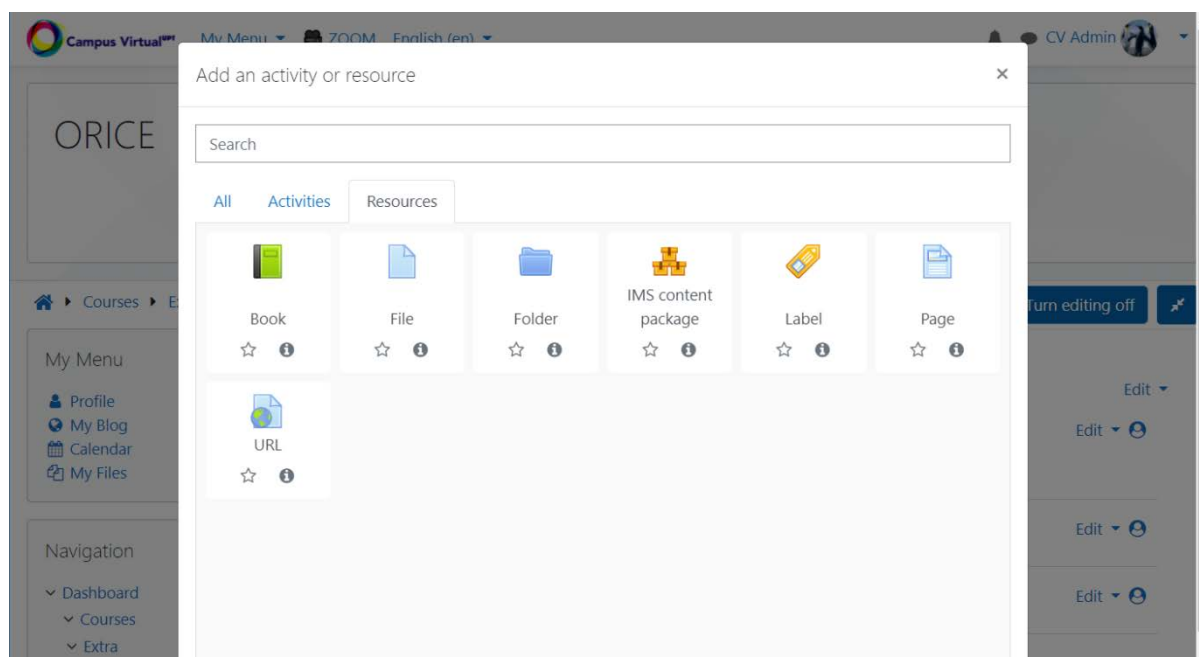 Campus Virtual UPT My Menu ZOOM English (en) CV Admin
Add an activity or resource ×
ORICE
Search
All Activities Resources
Book
File
Folder
IMS content
package
Label
Page
URL
Courses E
Turn editing off
My Menu
Profile
My Blog
Calendar
My Files
Edit
Edit
Edit
Edit
Navigation
Dashboard
Courses
Extra